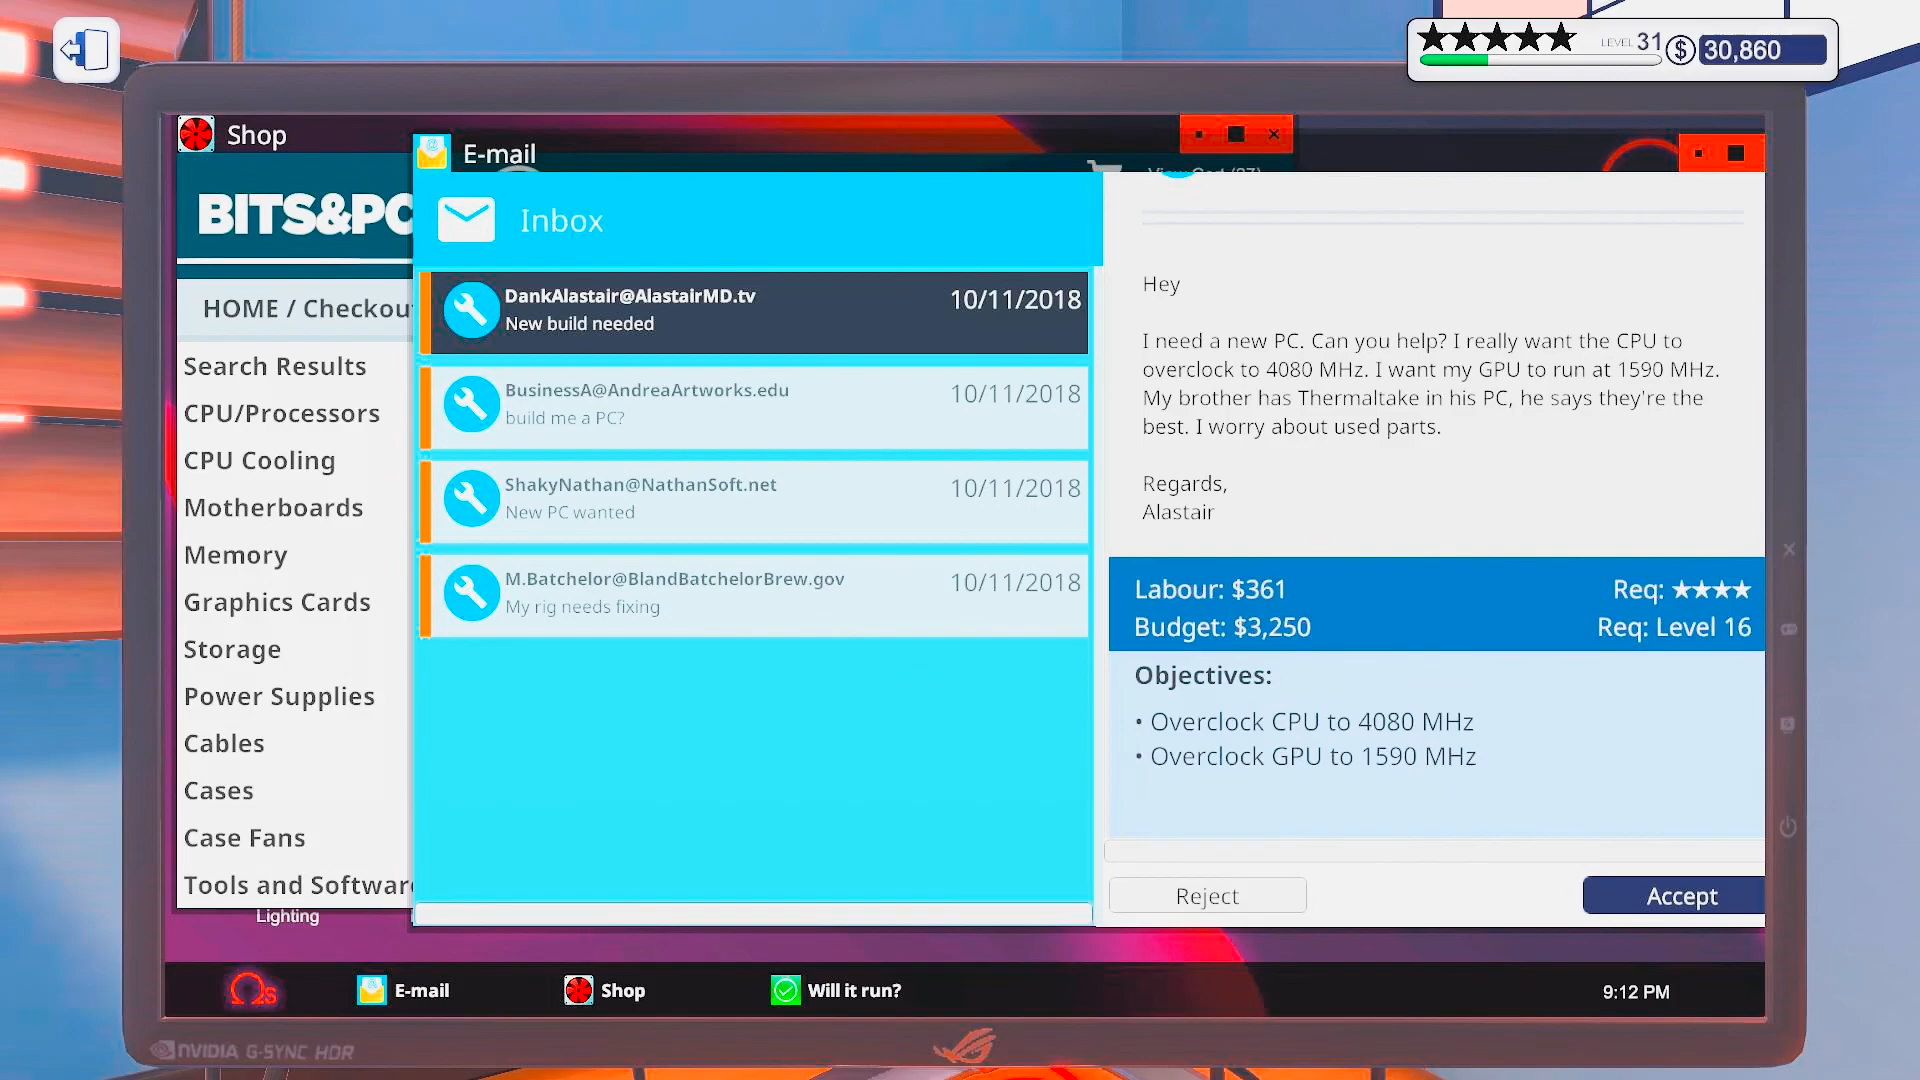 LEVEL 31 $ 30,860
Shop
E-mail
BITS&PC
Inbox
HOME / Checkou
Search Results
CPU/Processors
CPU Cooling
Motherboards
Memory
Graphics Cards
Storage
Power Supplies
Cables
Cases
Case Fans
Tools and Softwar
Lighting
DankAlastair@AlastairMD.tv 10/11/2018
New build needed
BusinessA@AndreaArtworks.edu 10/11/2018
build me a PC?
ShakyNathan@NathanSoft.net 10/11/2018
New PC wanted
M.Batchelor@BlandBatchelorBrew.gov 10/11/2018
My rig needs fixing
Hey
I need a new PC. Can you help? I really want the CPU to
overclock to 4080 MHz. I want my GPU to run at 1590 MHz.
My brother has Thermaltake in his PC, he says they're the
best. I worry about used parts.
Regards,
Alastair
Labour: $361 Req: ★★★★
Budget: $3,250 Req: Level 16
Objectives:
• Overclock CPU to 4080 MHz
• Overclock GPU to 1590 MHz
Reject Accept
Ωs E-mail Shop Will it run? 9:12 PM
NVIDIA G-SYNC HDR